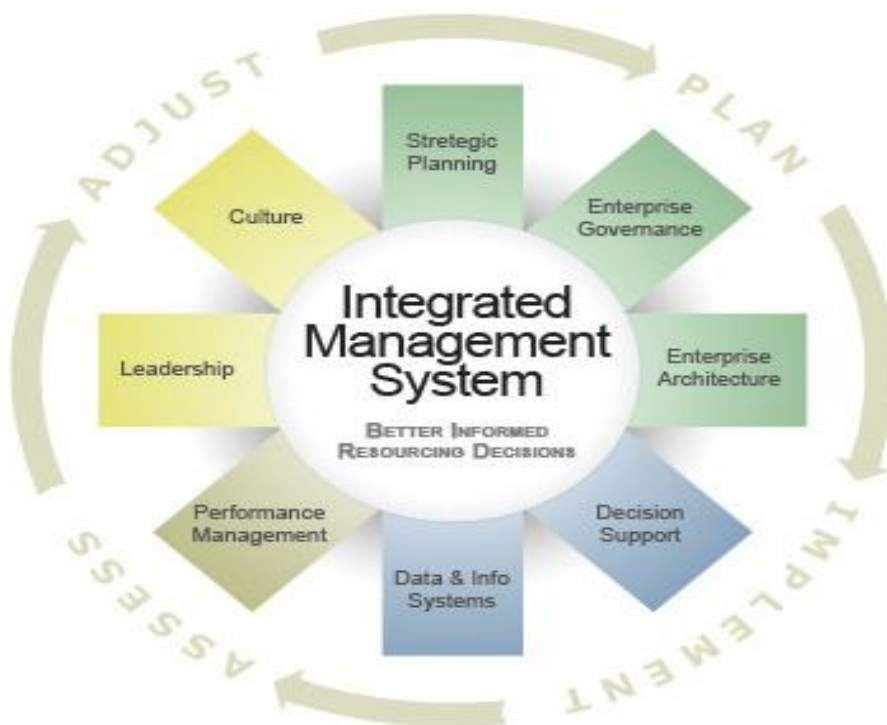 ADJUST
PLAN
Stretegic
Planning
Culture
Enterprise
Governance
Integrated
Management
System
BETTER INFORMED
RESOURCING DECISIONS
Leadership
Enterprise
Architecture
Performance
Management
Decision
Support
Data & Info
Systems
ASSESS
IMPLEMENT